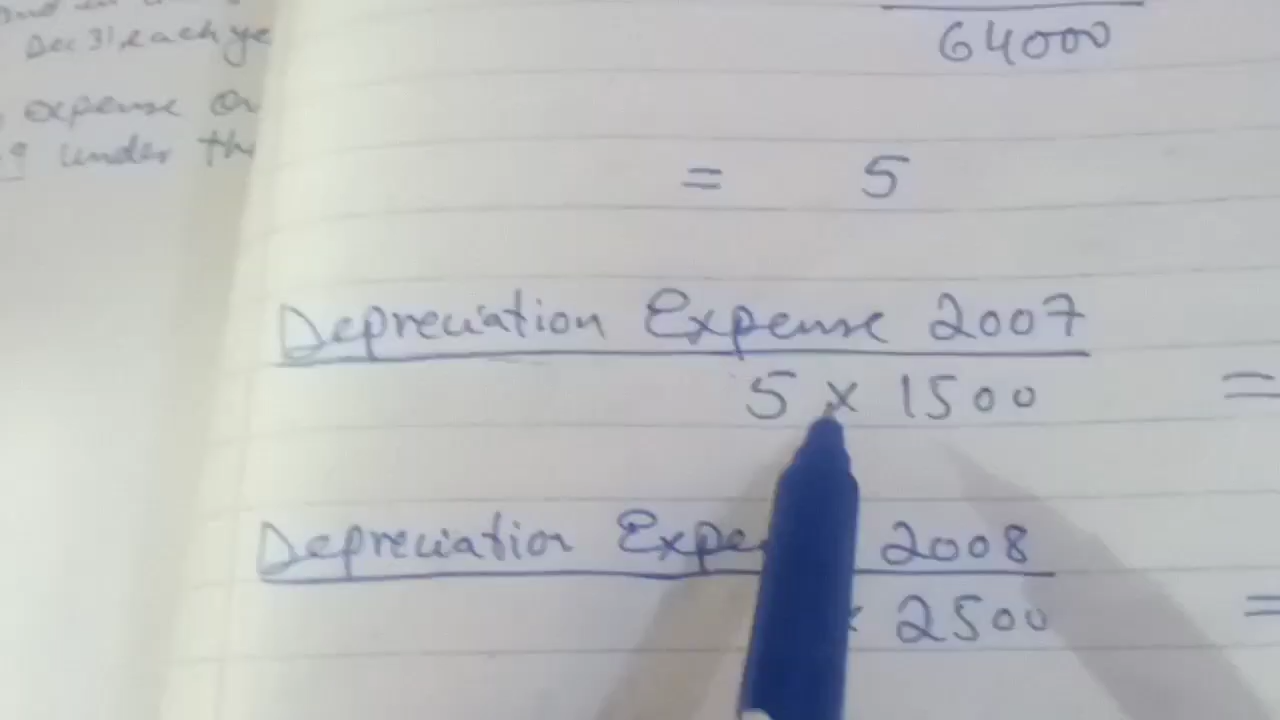 Dec 31 each ye
expense on
under the
64000
= 5
Depreciation Expense 2007
5 x 1500 =
Depreciation Expe 2008
2500 =